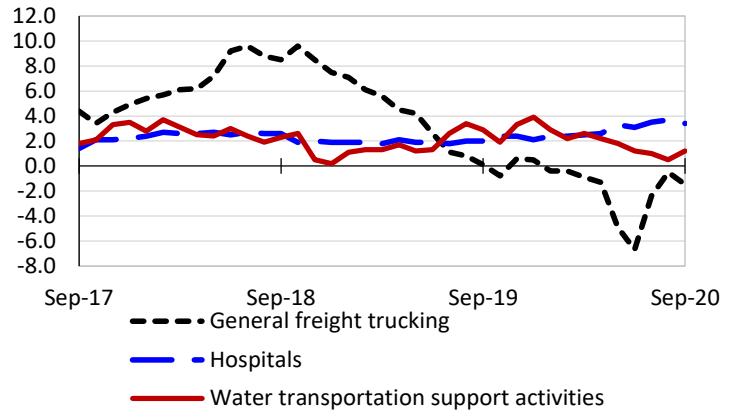 12.0
10.0
8.0
6.0
4.0
2.0
0.0
-2.0
-4.0
-6.0
-8.0
Sep-17 Sep-18 Sep-19 Sep-20
General freight trucking
Hospitals
Water transportation support activities